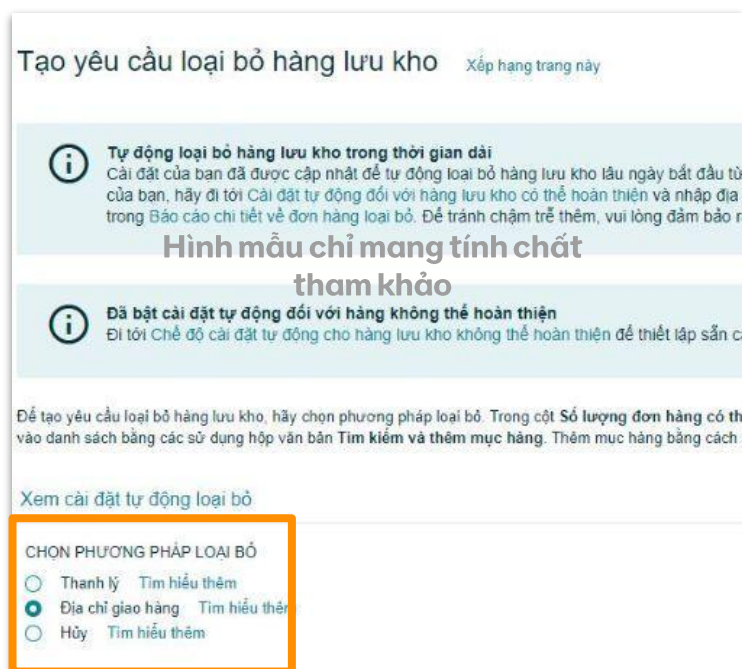 Tạo yêu cầu loại bỏ hàng lưu kho Xếp hạng trang này
Tự động loại bỏ hàng lưu kho trong thời gian dài
Cài đặt của bạn đã được cập nhật để tự động loại bỏ hàng lưu kho lâu ngày bắt đầu từ
của bạn, hãy đi tới Cài đặt tự động đối với hàng lưu kho có thể hoàn thiện và nhập địa
trong Báo cáo chi tiết về đơn hàng loại bỏ. Để tránh chậm trễ thêm, vui lòng đảm bảo
Hình mẫu chỉ mang tính chất
tham khảo
Đã bật cài đặt tự động đối với hàng không thể hoàn thiện
Đi tới Chế độ cài đặt tự động cho hàng lưu kho không thể hoàn thiện để thiết lập sẵn
Để tạo yêu cầu loại bỏ hàng lưu kho, hãy chọn phương pháp loại bỏ. Trong cột Số lượng đơn hàng có
vào danh sách bằng các sử dụng hộp văn bản Tìm kiếm và thêm mục hàng. Thêm mục hàng bằng cách
Xem cài đặt tự động loại bỏ
CHỌN PHƯƠNG PHÁP LOẠI BỎ
Thanh lý Tìm hiểu thêm
Địa chỉ giao hàng Tìm hiểu thêm
Hủy Tìm hiểu thêm